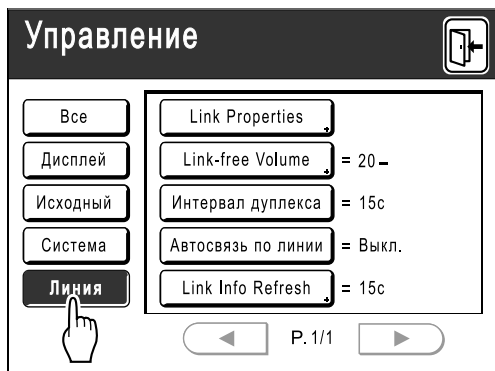 Управление
Все
Дисплей
Исходный
Система
Линия
Link Properties
Link-free Volume = 20 –
Интервал дуплекса = 15с
Автосвязь по линии = Выкл.
Link Info Refresh = 15с
P. 1/1